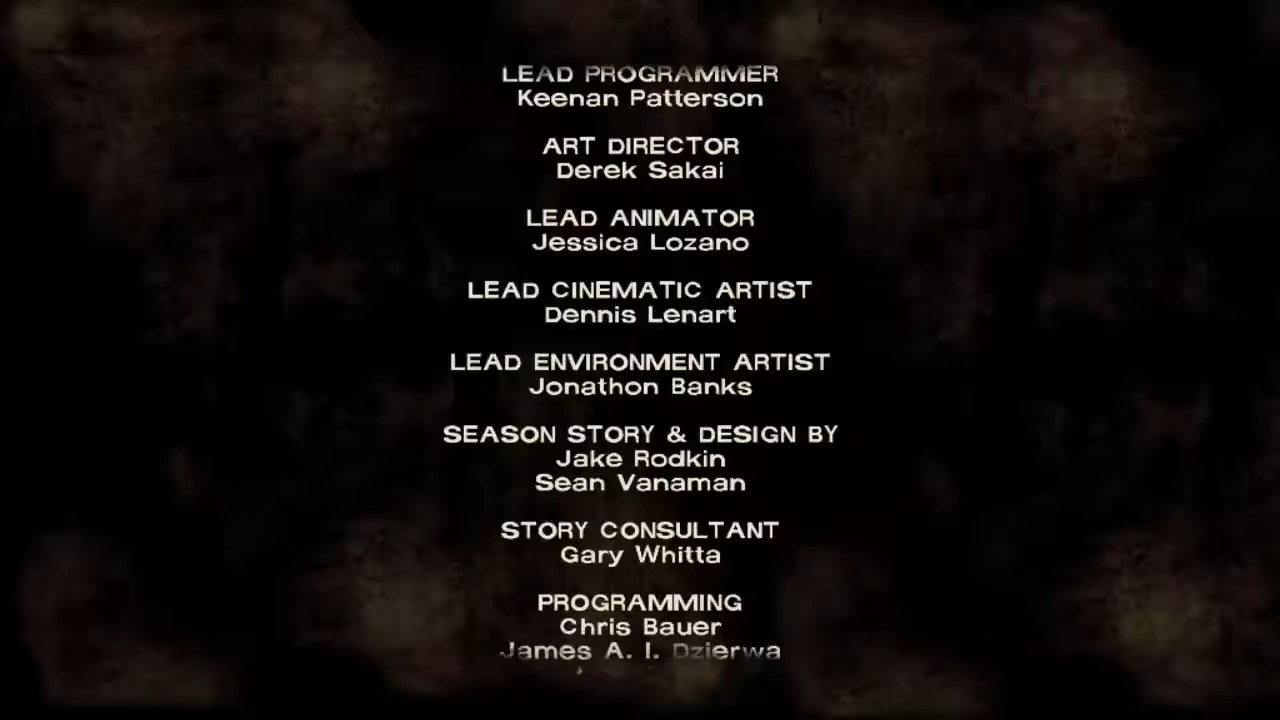 LEAD PROGRAMMER
Keenan Patterson
ART DIRECTOR
Derek Sakai
LEAD ANIMATOR
Jessica Lozano
LEAD CINEMATIC ARTIST
Dennis Lenart
LEAD ENVIRONMENT ARTIST
Jonathon Banks
SEASON STORY & DESIGN BY
Jake Rodkin
Sean Vanaman
STORY CONSULTANT
Gary Whitta
PROGRAMMING
Chris Bauer
James A. I. Dzierwa